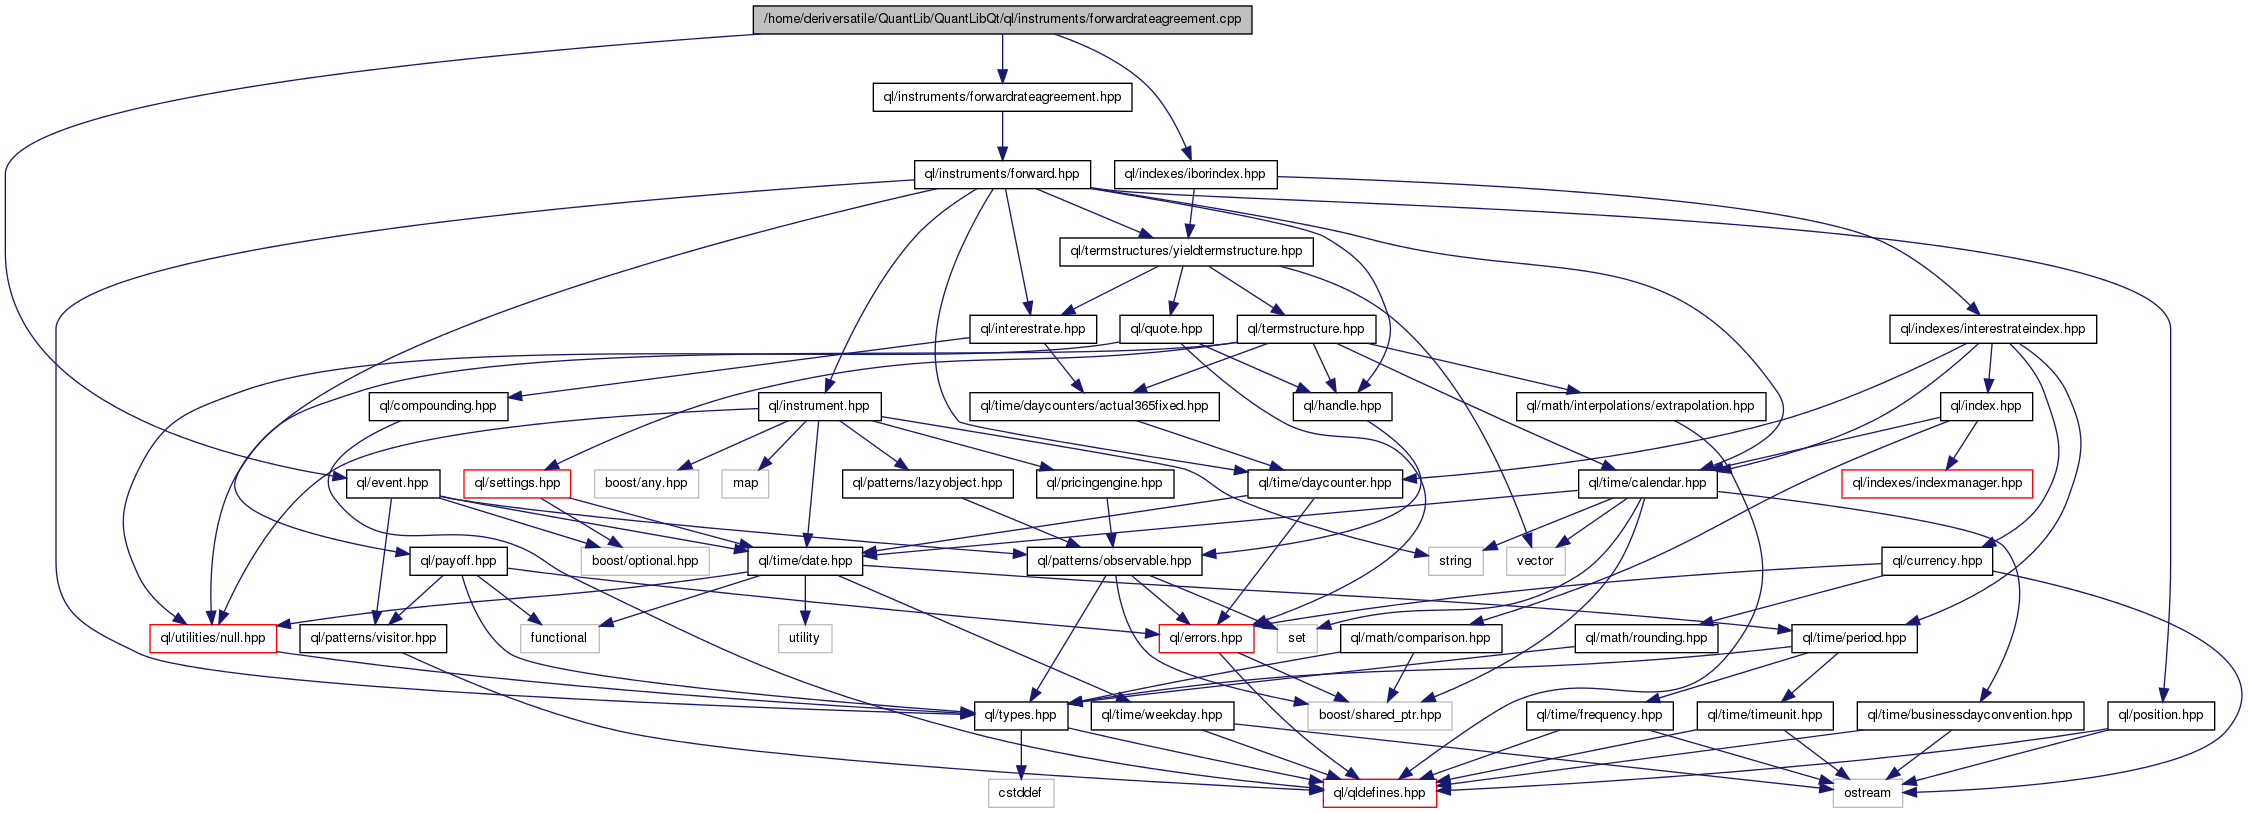 /home/deriversatile/QuantLib/QuantLibQt/ql/instruments/forwardrateagreement.cpp
ql/instruments/forwardrateagreement.hpp
ql/instruments/forward.hpp
ql/indexes/iborindex.hpp
ql/termstructures/yieldtermstructure.hpp
ql/interestrate.hpp
ql/quote.hpp
ql/termstructure.hpp
ql/indexes/interestrateindex.hpp
ql/compounding.hpp
ql/instrument.hpp
ql/time/daycounters/actual365fixed.hpp
ql/handle.hpp
ql/math/interpolations/extrapolation.hpp
ql/index.hpp
ql/event.hpp
ql/settings.hpp
boost/any.hpp
map
ql/patterns/lazyobject.hpp
ql/pricingengine.hpp
ql/time/daycounter.hpp
ql/time/calendar.hpp
ql/indexes/indexmanager.hpp
ql/payoff.hpp
boost/optional.hpp
ql/time/date.hpp
ql/patterns/observable.hpp
string
vector
ql/currency.hpp
ql/utilities/null.hpp
ql/patterns/visitor.hpp
functional
utility
ql/errors.hpp
set
ql/math/comparison.hpp
ql/math/rounding.hpp
ql/time/period.hpp
ql/types.hpp
ql/time/weekday.hpp
boost/shared_ptr.hpp
ql/time/frequency.hpp
ql/time/timeunit.hpp
ql/time/businessdayconvention.hpp
ql/position.hpp
cstddef
ql/qldefines.hpp
ostream